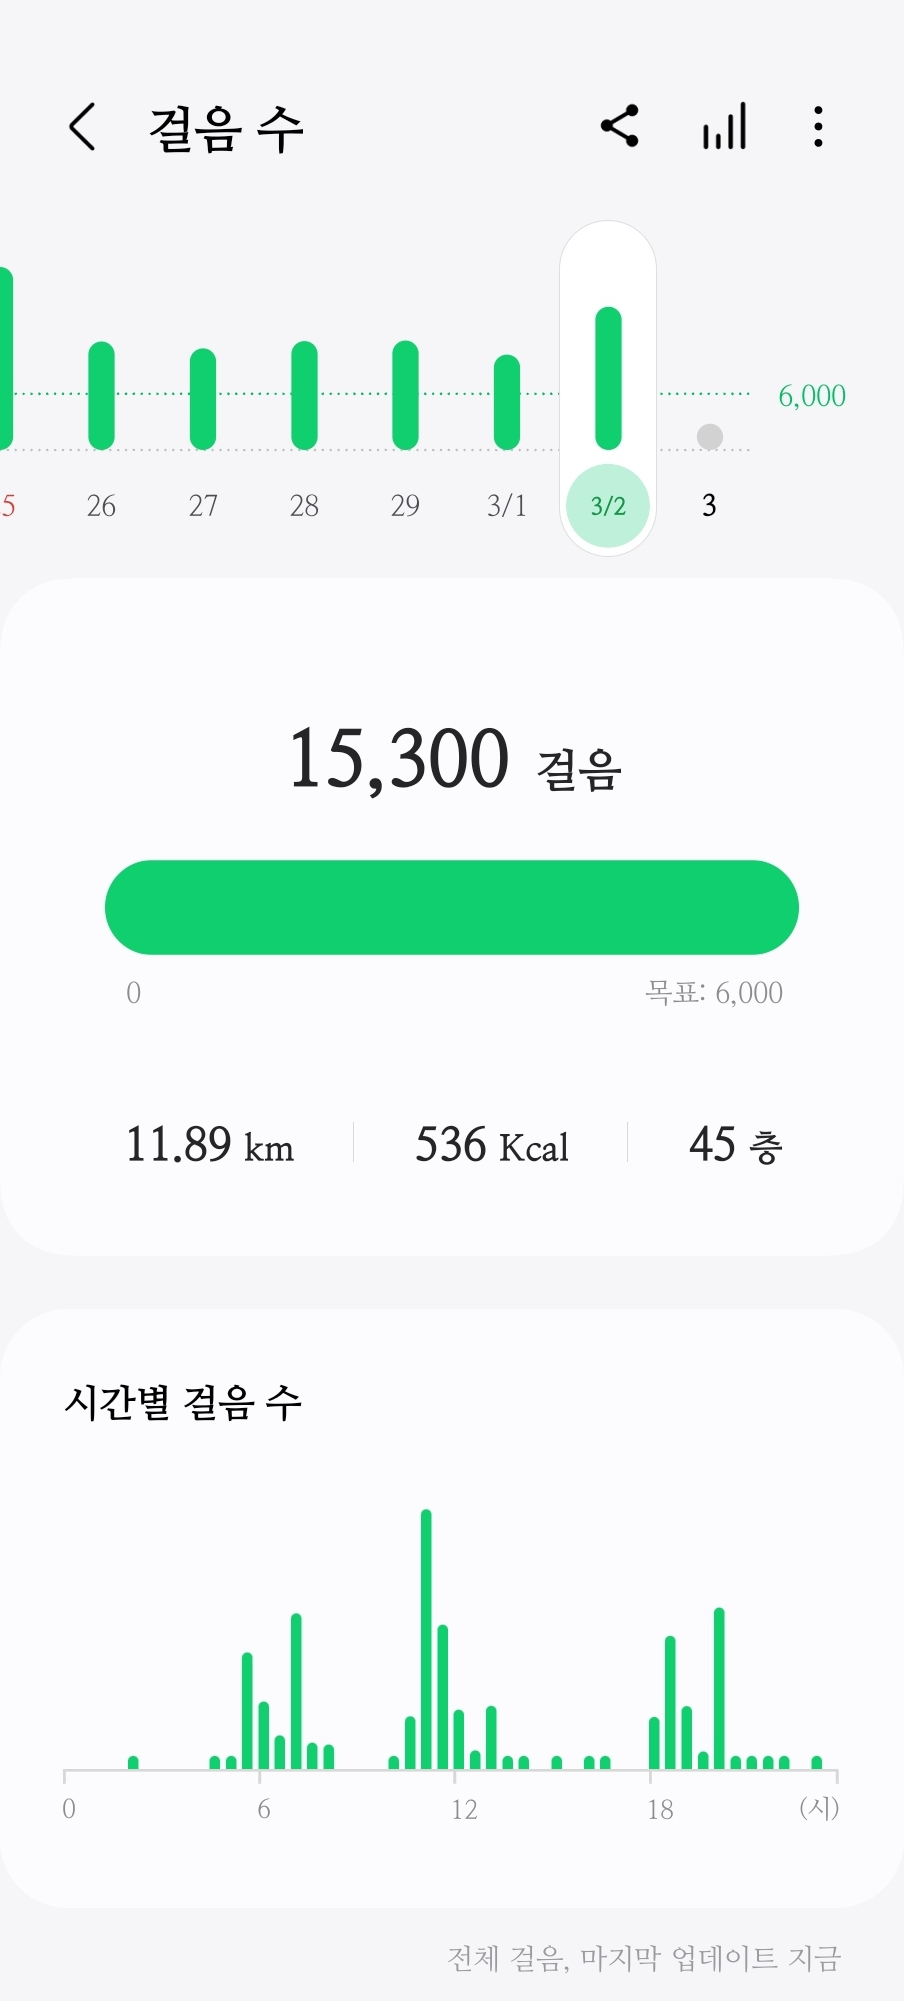 걸음 수
6,000
5 26 27 28 29 3/1 3/2 3
15,300 걸음
0 목표: 6,000
11.89 km 536 Kcal 45 층
시간별 걸음 수
0 6 12 18 (시)
전체 걸음, 마지막 업데이트 지금